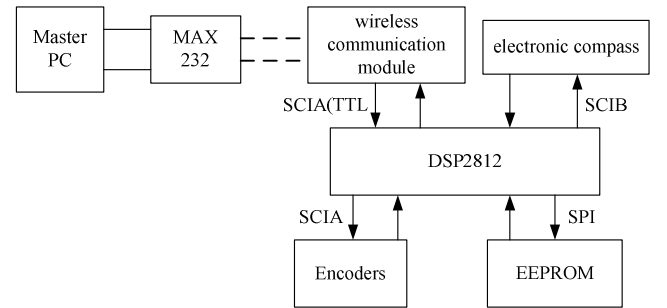 Master
PC
MAX
232
wireless
communication
module
electronic compass
SCIA(TTL
SCIB
DSP2812
SCIA
SPI
Encoders
EEPROM